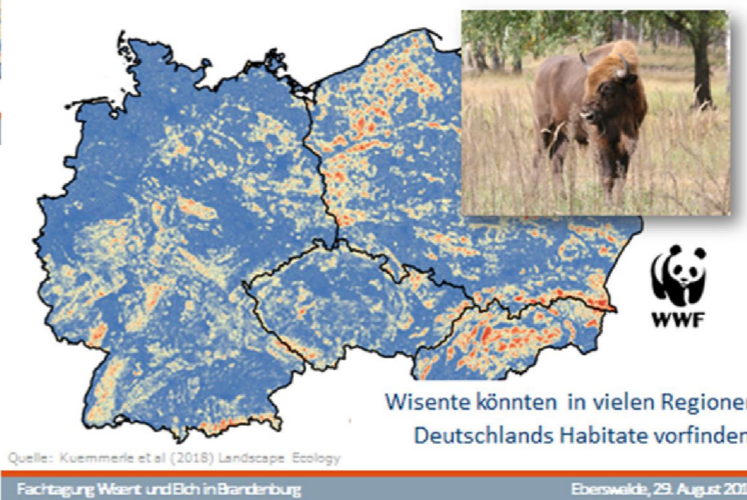 WWF
Wisente könnten in vielen Regionen
Deutschlands Habitate vorfinden
Quelle: Kuemmerle et al (2018) Landscape Ecology
Fachtagung Wisent und Elch in Brandenburg
Eberswalde, 29. August 201